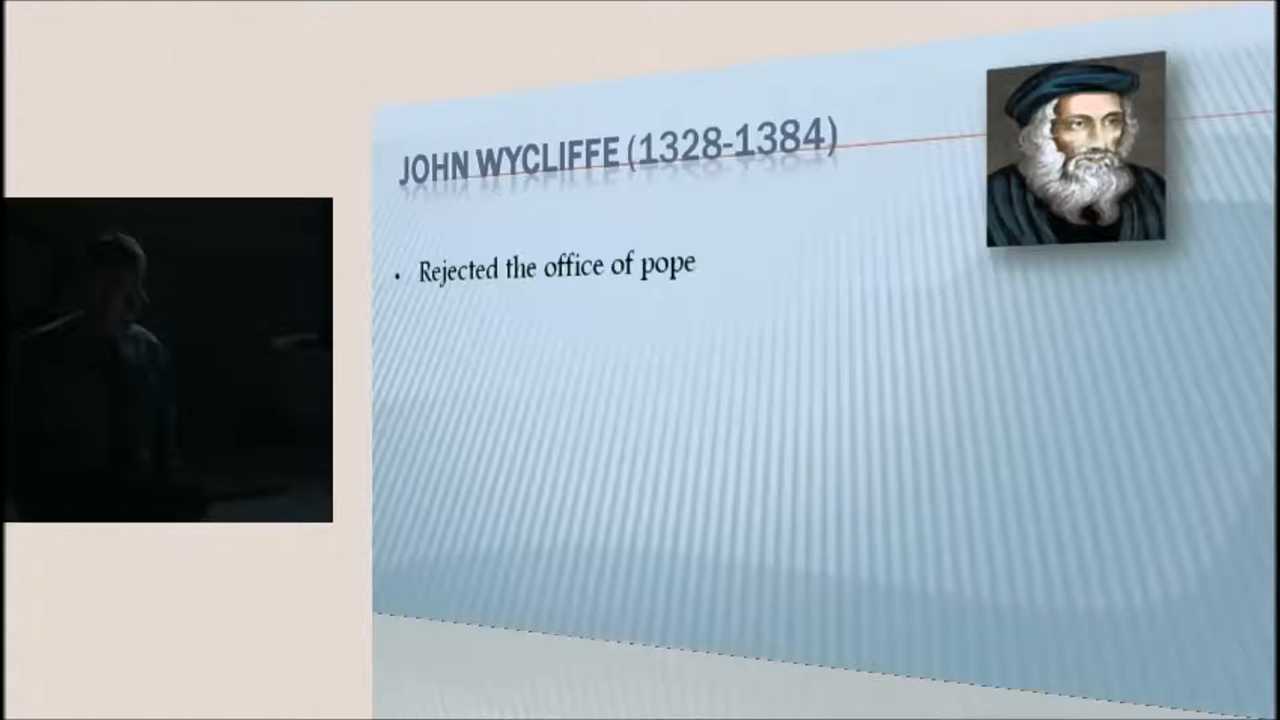 JOHN WYCLIFFE (1328-1384)
• Rejected the office of pope